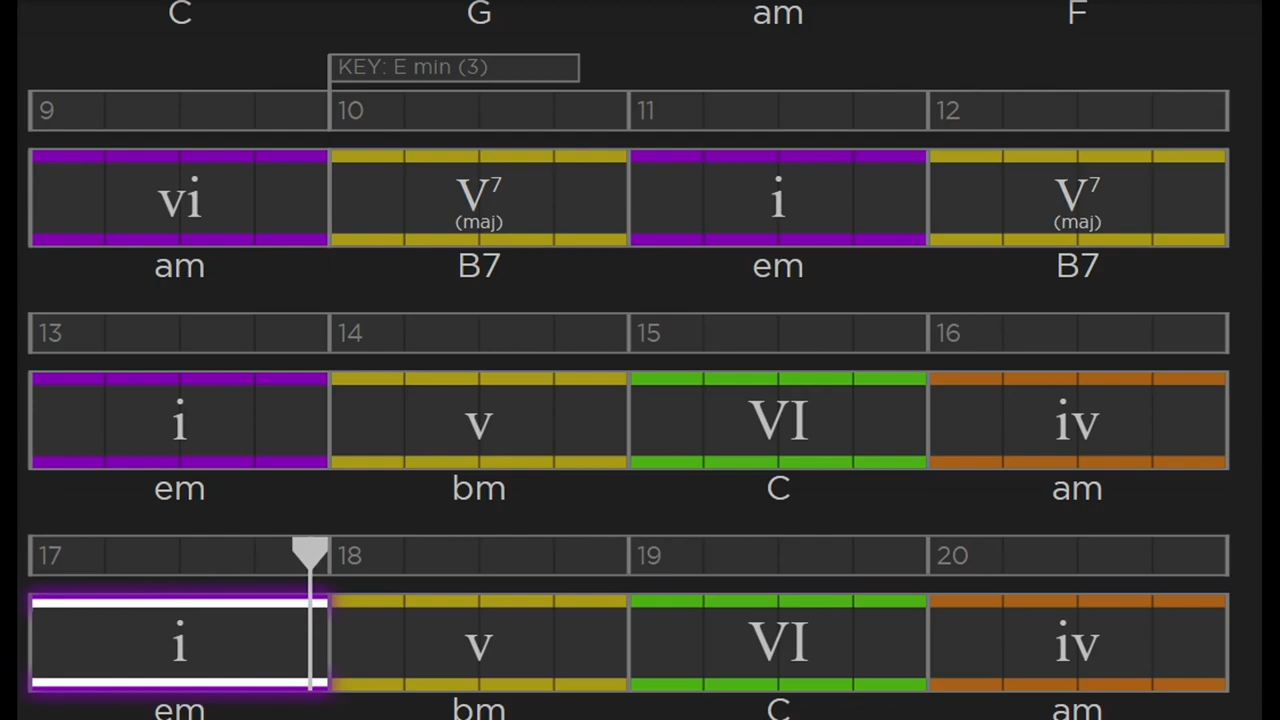 C G am F
KEY: E min (3)
9 10 11 12
vi V⁷ i V⁷
(maj) (maj)
am B7 em B7
13 14 15 16
i v VI iv
em bm C am
17 18 19 20
i v VI iv
em bm C am